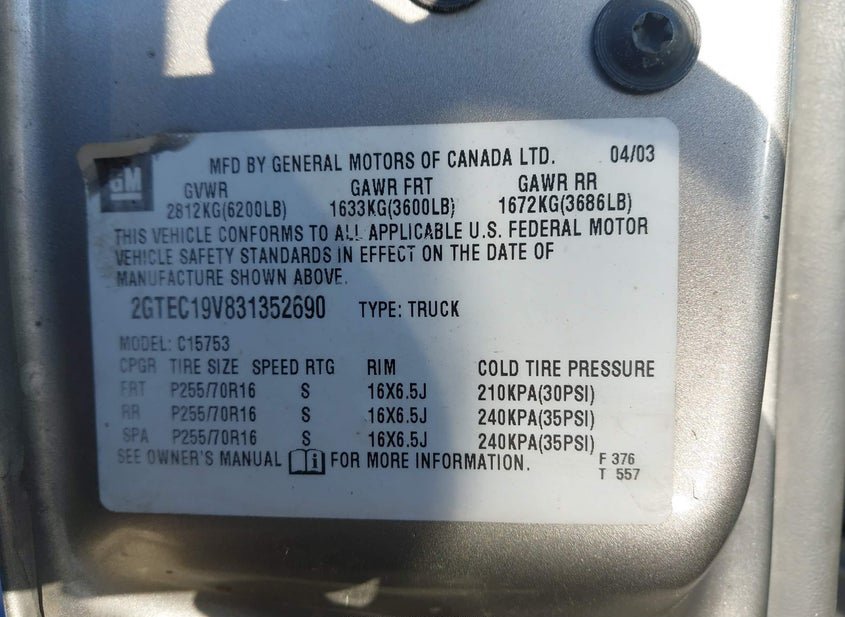 MFD BY GENERAL MOTORS OF CANADA LTD. 04/03
GM
GVWR GAWR FRT GAWR RR
2812KG(6200LB) 1633KG(3600LB) 1672KG(3686LB)
THIS VEHICLE CONFORMS TO ALL APPLICABLE U.S. FEDERAL MOTOR
VEHICLE SAFETY STANDARDS IN EFFECT ON THE DATE OF
MANUFACTURE SHOWN ABOVE.
2GTEC19V831352690 TYPE: TRUCK
MODEL: C15753
CPGR TIRE SIZE SPEED RTG RIM COLD TIRE PRESSURE
FRT P255/70R16 S 16X6.5J 210KPA(30PSI)
RR P255/70R16 S 16X6.5J 240KPA(35PSI)
SPA P255/70R16 S 16X6.5J 240KPA(35PSI)
SEE OWNER'S MANUAL i FOR MORE INFORMATION.
F 376
T 557